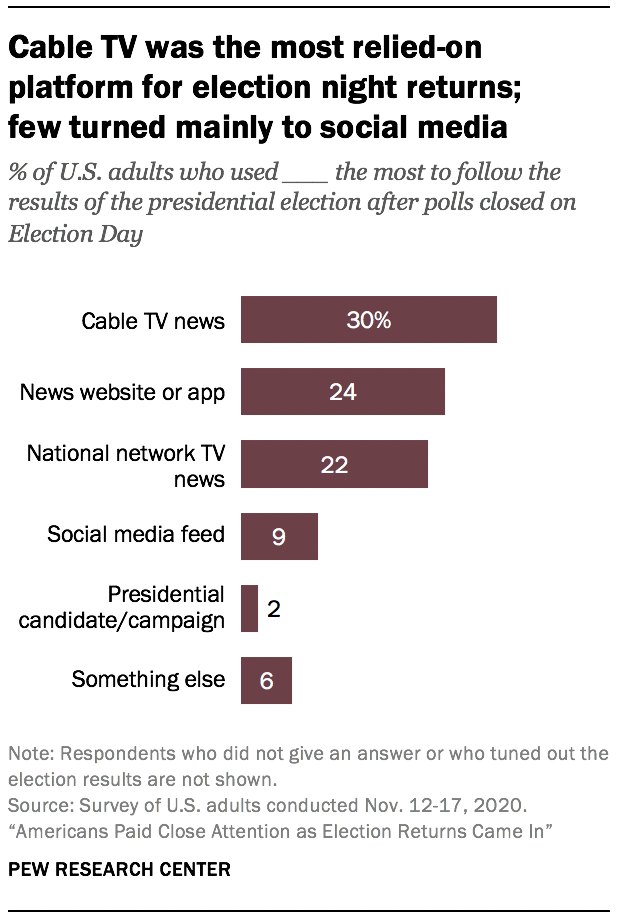 Cable TV was the most relied-on
platform for election night returns;
few turned mainly to social media
% of U.S. adults who used ___ the most to follow the
results of the presidential election after polls closed on
Election Day
Cable TV news
30%
News website or app
24
National network TV
news
22
Social media feed
9
Presidential
candidate/campaign
2
Something else
6
Note: Respondents who did not give an answer or who tuned out the
election results are not shown.
Source: Survey of U.S. adults conducted Nov. 12-17, 2020.
“Americans Paid Close Attention as Election Returns Came In”
PEW RESEARCH CENTER